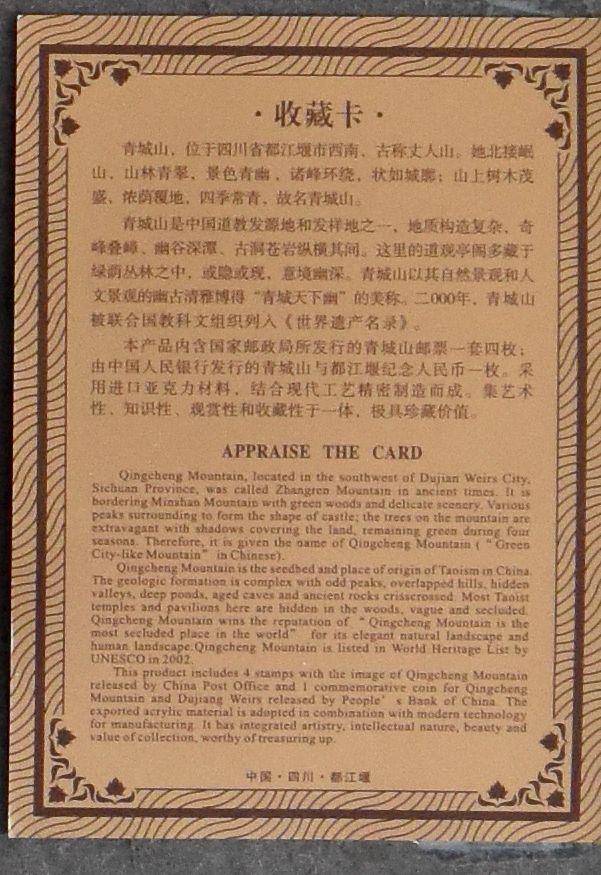 ·收藏卡·
青城山，位于四川省都江堰市西南，古称丈人山。她北接岷
山，山林青翠，景色青幽，诸峰环绕，状如城廓；山上树木茂
盛，浓荫覆地，四季常青，故名青城山。
青城山是中国道教发源地和发祥地之一，地质构造复杂，奇
峰叠嶂、幽谷深潭、古洞苍岩纵横其间。这里的道观亭阁多藏于
绿荫丛林之中，或隐或现，意境幽深。青城山以其自然景观和人
文景观的幽古清雅博得“青城天下幽”的美称。二000年，青城山
被联合国教科文组织列入《世界遗产名录》。
本产品内含国家邮政局所发行的青城山邮票一套四枚；
由中国人民银行发行的青城山与都江堰纪念人民币一枚。采
用进口亚克力材料，结合现代工艺精密制造而成。集艺术
性、知识性、观赏性和收藏性于一体，极具珍藏价值。
APPRAISE THE CARD
Qingcheng Mountain, located in the southwest of Dujian Weirs City,
Sichuan Province, was called Zhangren Mountain in ancient times. It is
bordering Minshan Mountain with green woods and delicate scenery. Various
peaks surrounding to form the shape of castle; the trees on the mountain are
extravagant with shadows covering the land, remaining green during four
seasons. Therefore, it is given the name of Qingcheng Mountain (“Green
City-like Mountain” in Chinese).
Qingcheng Mountain is the seedbed and place of origin of Taoism in China.
The geologic formation is complex with odd peaks, overlapped hills, hidden
valleys, deep ponds, aged caves and ancient rocks crisscrossed. Most Taoist
temples and pavilions here are hidden in the woods, vague and secluded.
Qingcheng Mountain wins the reputation of “Qingcheng Mountain is the
most secluded place in the world” for its elegant natural landscape and
human landscape.Qingcheng Mountain is listed in World Heritage List by
UNESCO in 2002.
This product includes 4 stamps with the image of Qingcheng Mountain
released by China Post Office and 1 commemorative coin for Qingcheng
Mountain and Dujiang Weirs released by People’s Bank of China. The
exported acrylic material is adopted in combination with modern technology
for manufacturing. It has integrated artistry, intellectual nature, beauty and
value of collection, worthy of treasuring up.
中国·四川·都江堰